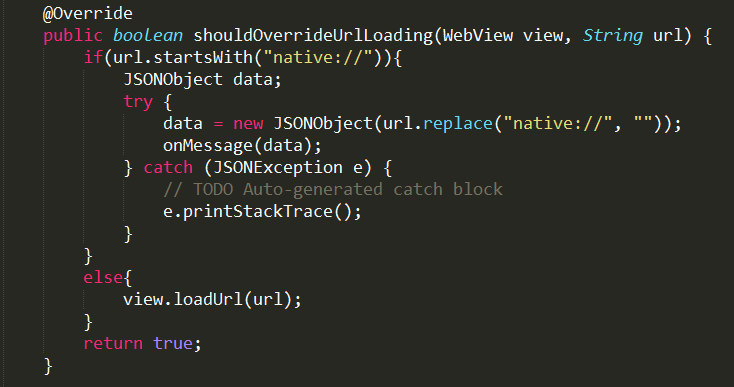 @Override
public boolean shouldOverrideUrlLoading(WebView view, String url) {
if(url.startsWith("native://")){
JSONObject data;
try {
data = new JSONObject(url.replace("native://", ""));
onMessage(data);
} catch (JSONException e) {
// TODO Auto-generated catch block
e.printStackTrace();
}
}
else{
view.loadUrl(url);
}
return true;
}